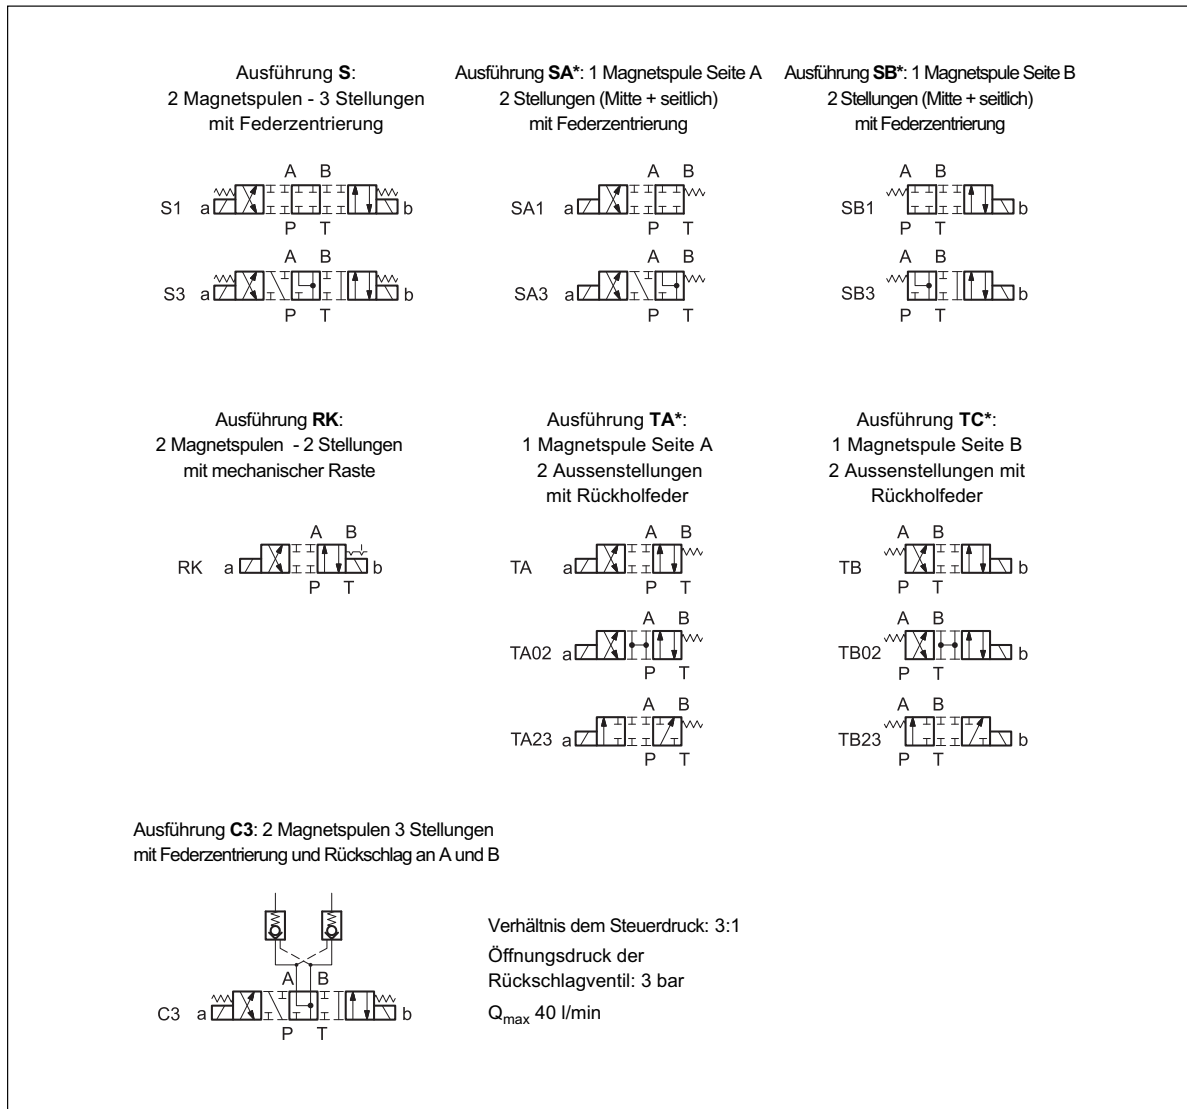 Ausführung S:
2 Magnetspulen - 3 Stellungen
mit Federzentrierung
A B
S1 a b
P T
A B
S3 a b
P T
Ausführung SA*: 1 Magnetspule Seite A
2 Stellungen (Mitte + seitlich)
mit Federzentrierung
A B
SA1 a
P T
A B
SA3 a
P T
Ausführung SB*: 1 Magnetspule Seite B
2 Stellungen (Mitte + seitlich)
mit Federzentrierung
A B
SB1 b
P T
A B
SB3 b
P T
Ausführung RK:
2 Magnetspulen - 2 Stellungen
mit mechanischer Raste
A B
RK a b
P T
Ausführung TA*:
1 Magnetspule Seite A
2 Aussenstellungen
mit Rückholfeder
A B
TA a
P T
A B
TA02 a
P T
A B
TA23 a
P T
Ausführung TC*:
1 Magnetspule Seite B
2 Aussenstellungen mit
Rückholfeder
A B
TB b
P T
A B
TB02 b
P T
A B
TB23 b
P T
Ausführung C3: 2 Magnetspulen 3 Stellungen
mit Federzentrierung und Rückschlag an A und B
A B
C3 a b
P T
Verhältnis dem Steuerdruck: 3:1
Öffnungsdruck der
Rückschlagventil: 3 bar
Qmax 40 l/min